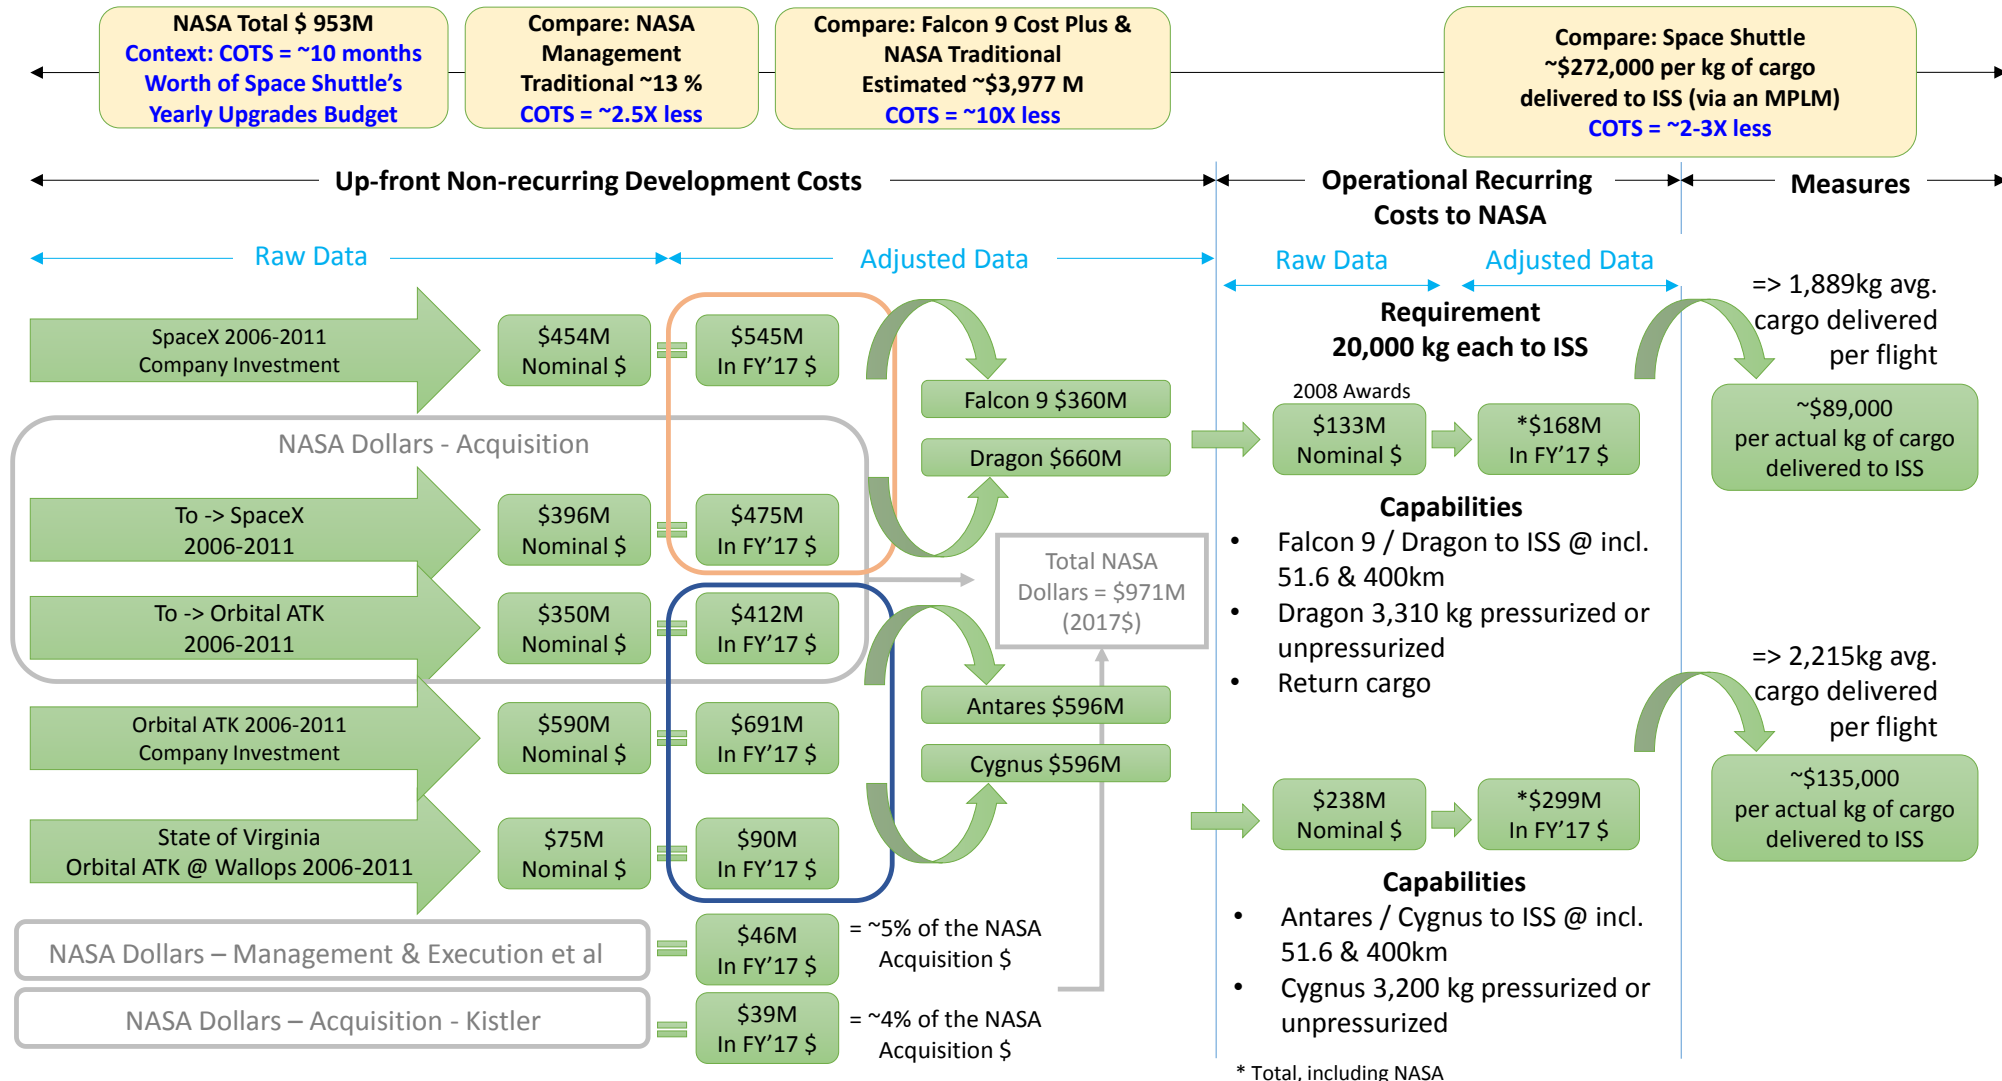 NASA Total $ 953M
Context: COTS = ~10 months
Worth of Space Shuttle's
Yearly Upgrades Budget
Compare: NASA
Management
Traditional ~13 %
COTS = ~2.5X less
Compare: Falcon 9 Cost Plus &
NASA Traditional
Estimated ~$3,977 M
COTS = ~10X less
Compare: Space Shuttle
~$272,000 per kg of cargo
delivered to ISS (via an MPLM)
COTS = ~2-3X less
Up-front Non-recurring Development Costs
Operational Recurring
Costs to NASA
Measures
Raw Data
Adjusted Data
Raw Data
Adjusted Data
SpaceX 2006-2011
Company Investment
$454M
Nominal $
$545M
In FY'17 $
Falcon 9 $360M
Dragon $660M
NASA Dollars - Acquisition
To -> SpaceX
2006-2011
$396M
Nominal $
$475M
In FY'17 $
To -> Orbital ATK
2006-2011
$350M
Nominal $
$412M
In FY'17 $
Total NASA
Dollars = $971M
(2017$)
Orbital ATK 2006-2011
Company Investment
$590M
Nominal $
$691M
In FY'17 $
Antares $596M
Cygnus $596M
State of Virginia
Orbital ATK @ Wallops 2006-2011
$75M
Nominal $
$90M
In FY'17 $
NASA Dollars – Management & Execution et al
$46M
In FY'17 $
= ~5% of the NASA
Acquisition $
NASA Dollars – Acquisition - Kistler
$39M
In FY'17 $
= ~4% of the NASA
Acquisition $
Requirement
20,000 kg each to ISS
2008 Awards
$133M
Nominal $
*$168M
In FY'17 $
Capabilities
• Falcon 9 / Dragon to ISS @ incl.
51.6 & 400km
• Dragon 3,310 kg pressurized or
unpressurized
• Return cargo
$238M
Nominal $
*$299M
In FY'17 $
Capabilities
• Antares / Cygnus to ISS @ incl.
51.6 & 400km
• Cygnus 3,200 kg pressurized or
unpressurized
* Total, including NASA
=> 1,889kg avg.
cargo delivered
per flight
~$89,000
per actual kg of cargo
delivered to ISS
=> 2,215kg avg.
cargo delivered
per flight
~$135,000
per actual kg of cargo
delivered to ISS